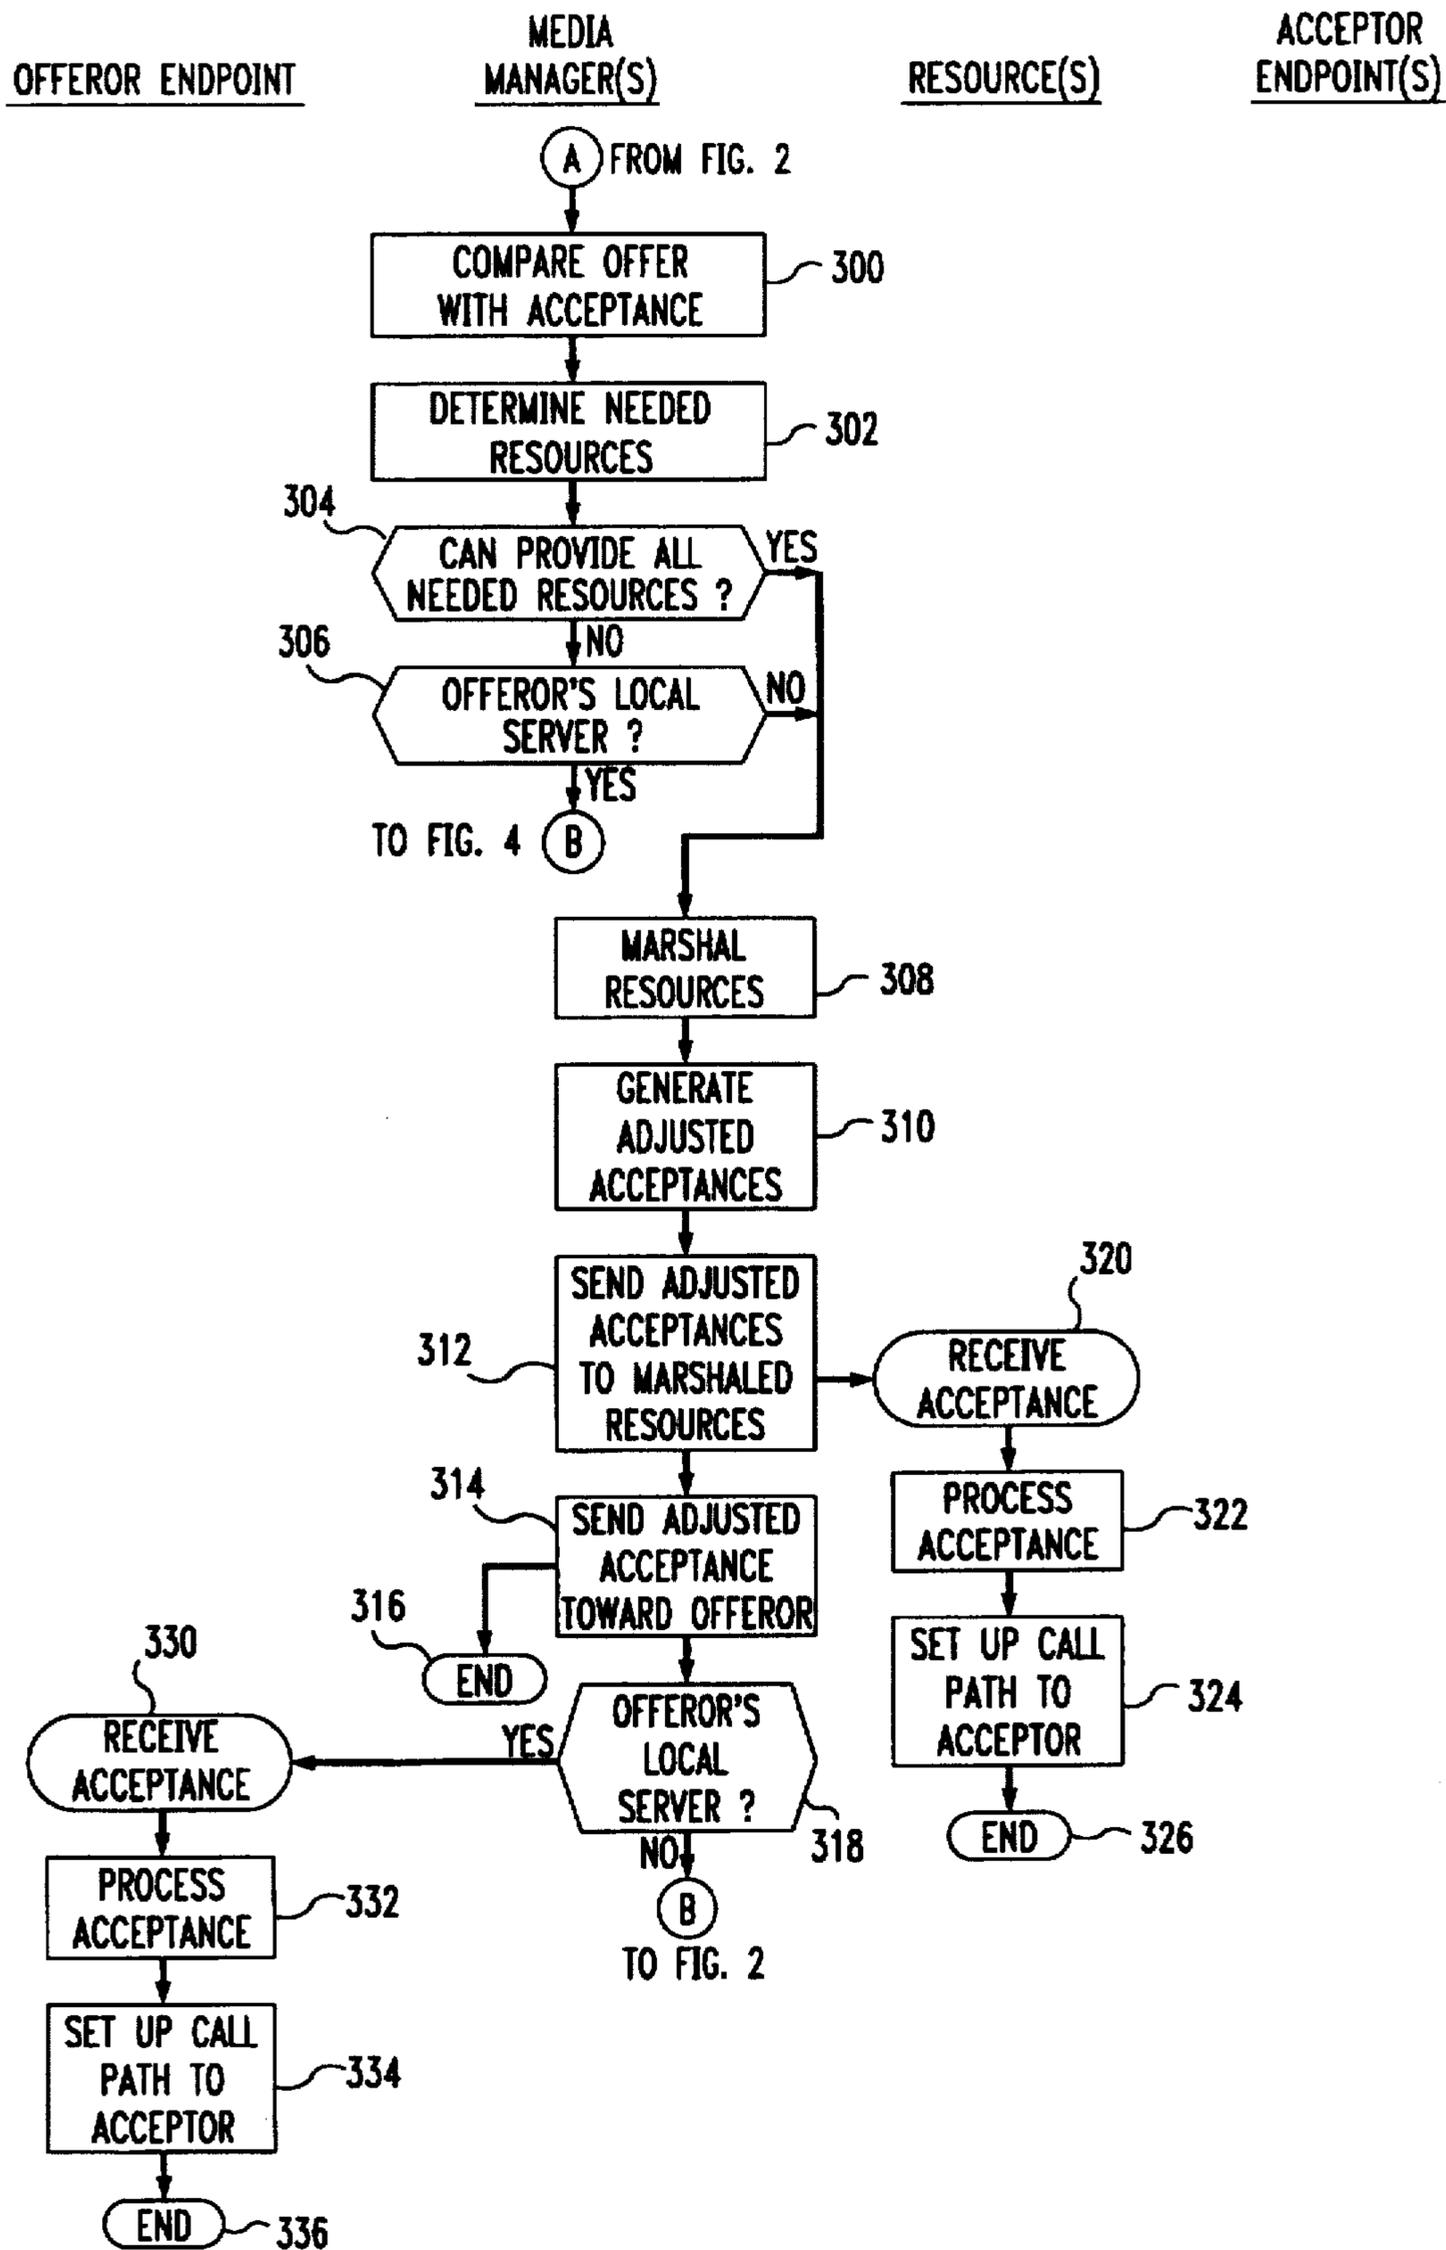 OFFEROR ENDPOINT
MEDIA
MANAGER(S)
RESOURCE(S)
ACCEPTOR
ENDPOINT(S)
A FROM FIG. 2
COMPARE OFFER
WITH ACCEPTANCE
300
DETERMINE NEEDED
RESOURCES
302
304
CAN PROVIDE ALL
NEEDED RESOURCES ?
YES
NO
306
OFFEROR'S LOCAL
SERVER ?
NO
YES
TO FIG. 4 B
MARSHAL
RESOURCES
308
GENERATE
ADJUSTED
ACCEPTANCES
310
312
SEND ADJUSTED
ACCEPTANCES
TO MARSHALED
RESOURCES
320
RECEIVE
ACCEPTANCE
314
SEND ADJUSTED
ACCEPTANCE
TOWARD OFFEROR
PROCESS
ACCEPTANCE
322
316
END
SET UP CALL
PATH TO
ACCEPTOR
324
330
RECEIVE
ACCEPTANCE
YES
OFFEROR'S
LOCAL
SERVER ?
318
NO
END
326
PROCESS
ACCEPTANCE
332
B
TO FIG. 2
SET UP CALL
PATH TO
ACCEPTOR
334
END
336